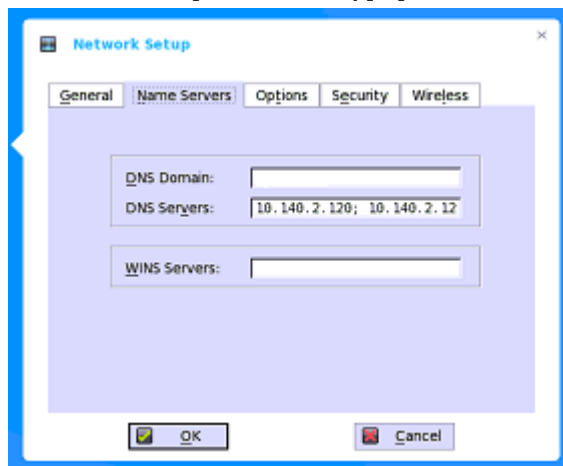 Network Setup
General Name Servers Options Security Wireless
DNS Domain:
DNS Servers: 10.140.2.120; 10.140.2.12
WINS Servers:
OK Cancel